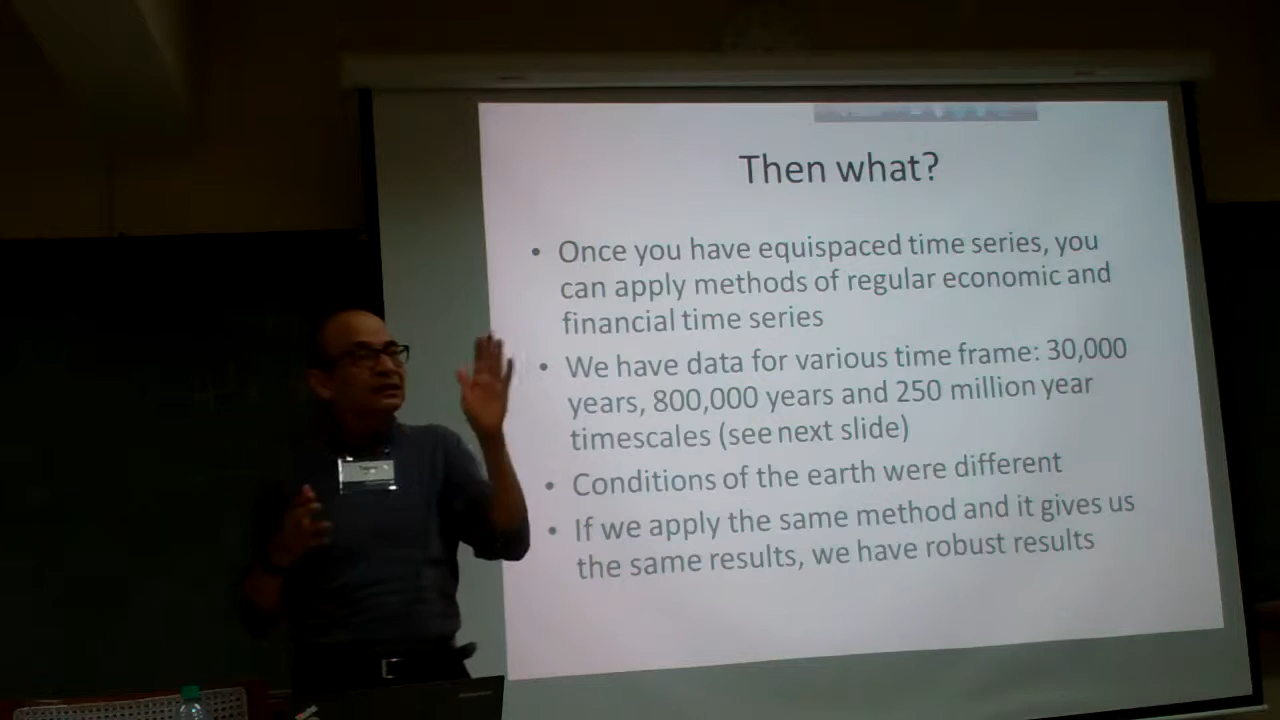 Then what?
• Once you have equispaced time series, you
can apply methods of regular economic and
financial time series
• We have data for various time frame: 30,000
years, 800,000 years and 250 million year
timescales (see next slide)
• Conditions of the earth were different
• If we apply the same method and it gives us
the same results, we have robust results